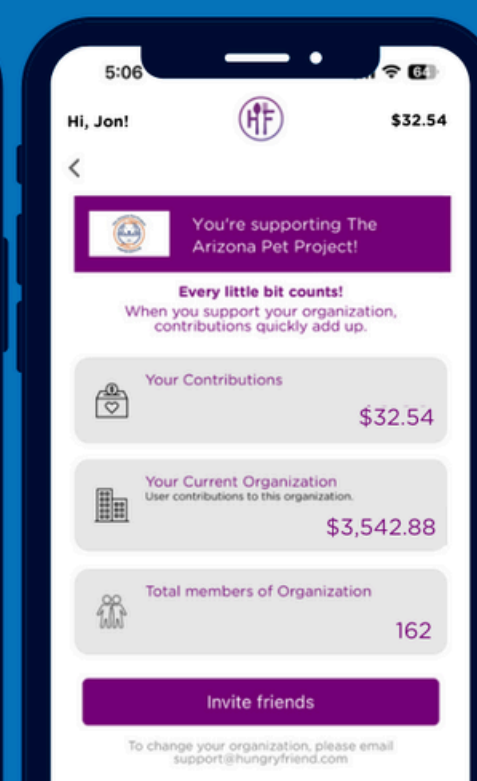 5:06
64
Hi, Jon!
HF
$32.54
You're supporting The
Arizona Pet Project!
Every little bit counts!
When you support your organization,
contributions quickly add up.
Your Contributions
$32.54
Your Current Organization
User contributions to this organization.
$3,542.88
Total members of Organization
162
Invite friends
To change your organization, please email
support@hungryfriend.com